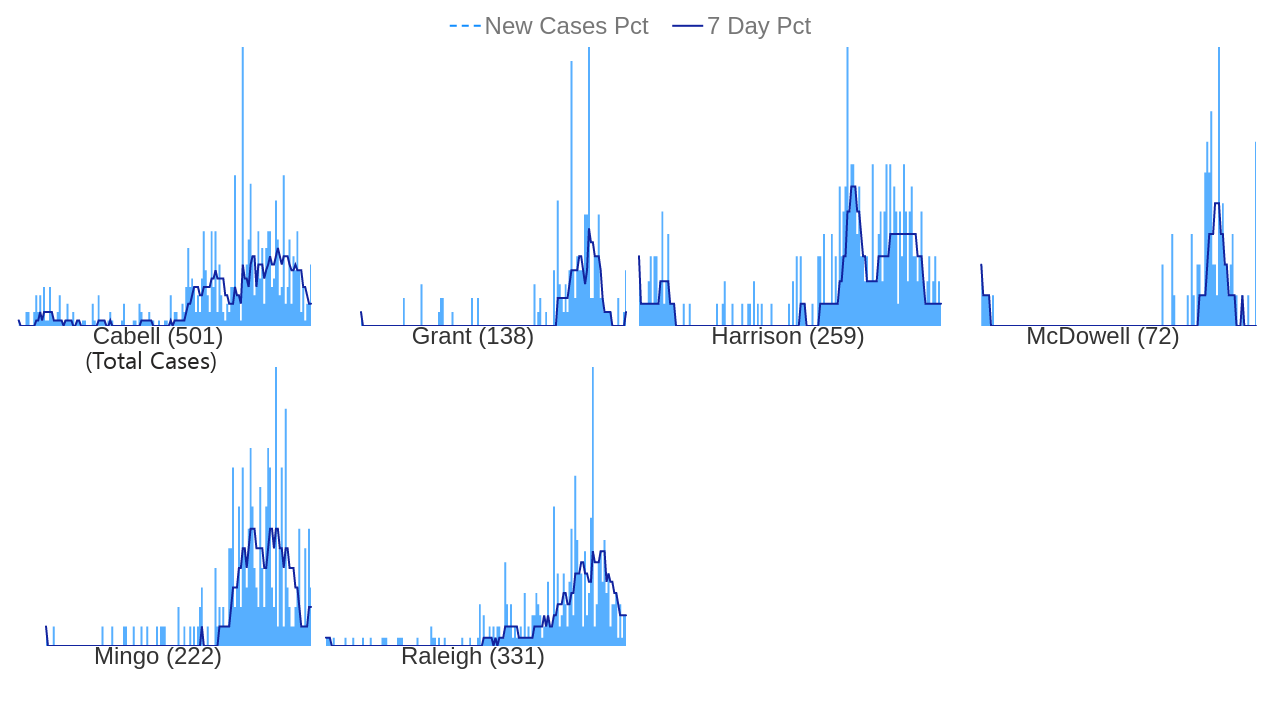 New Cases Pct 7 Day Pct
Cabell (501) Grant (138) Harrison (259) McDowell (72)
(Total Cases)
Mingo (222) Raleigh (331)